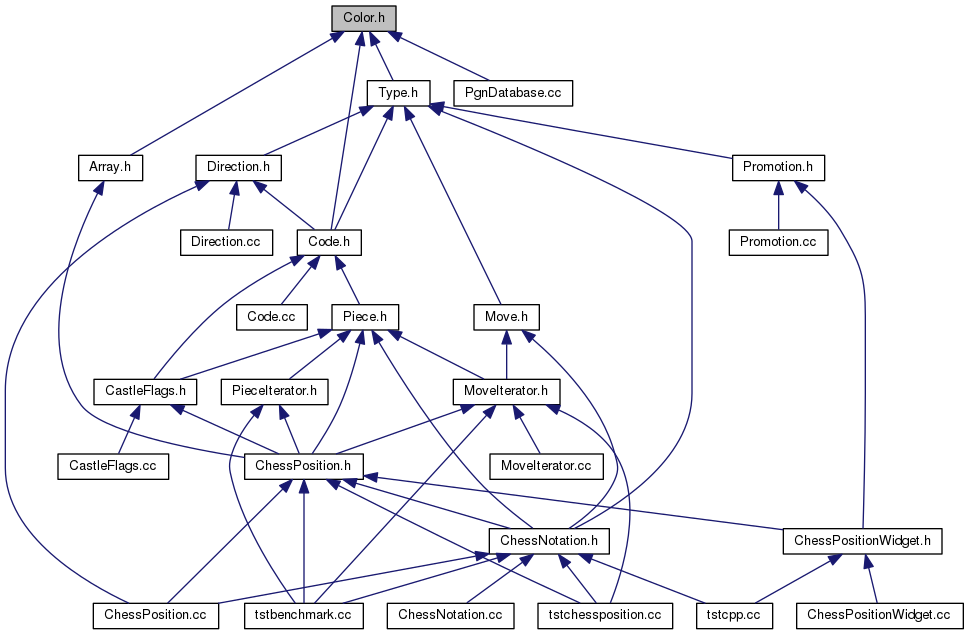 Color.h
Type.h
PgnDatabase.cc
Array.h
Direction.h
Promotion.h
Direction.cc
Code.h
Promotion.cc
Code.cc
Piece.h
Move.h
CastleFlags.h
PieceIterator.h
MoveIterator.h
CastleFlags.cc
ChessPosition.h
MoveIterator.cc
ChessNotation.h
ChessPositionWidget.h
ChessPosition.cc
tstbenchmark.cc
ChessNotation.cc
tstchessposition.cc
tstcpp.cc
ChessPositionWidget.cc